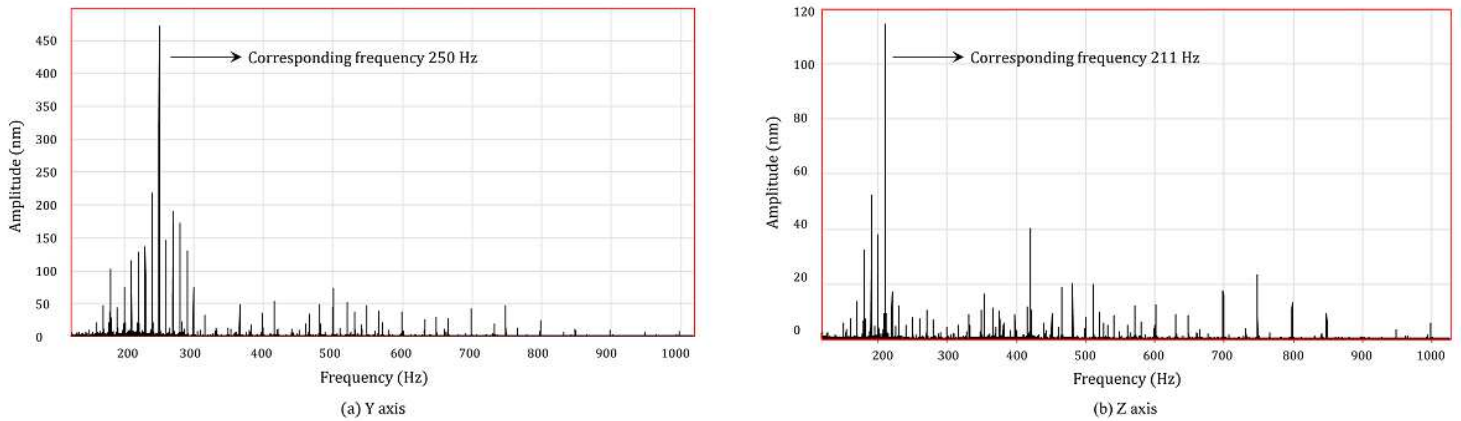 450
400
350
300
250
200
150
100
50
0
Amplitude (nm)
Corresponding frequency 250 Hz
200 300 400 500 600 700 800 900 1000
Frequency (Hz)
(a) Y axis
120
100
80
60
40
20
0
Amplitude (nm)
Corresponding frequency 211 Hz
200 300 400 500 600 700 800 900 1000
Frequency (Hz)
(b) Z axis